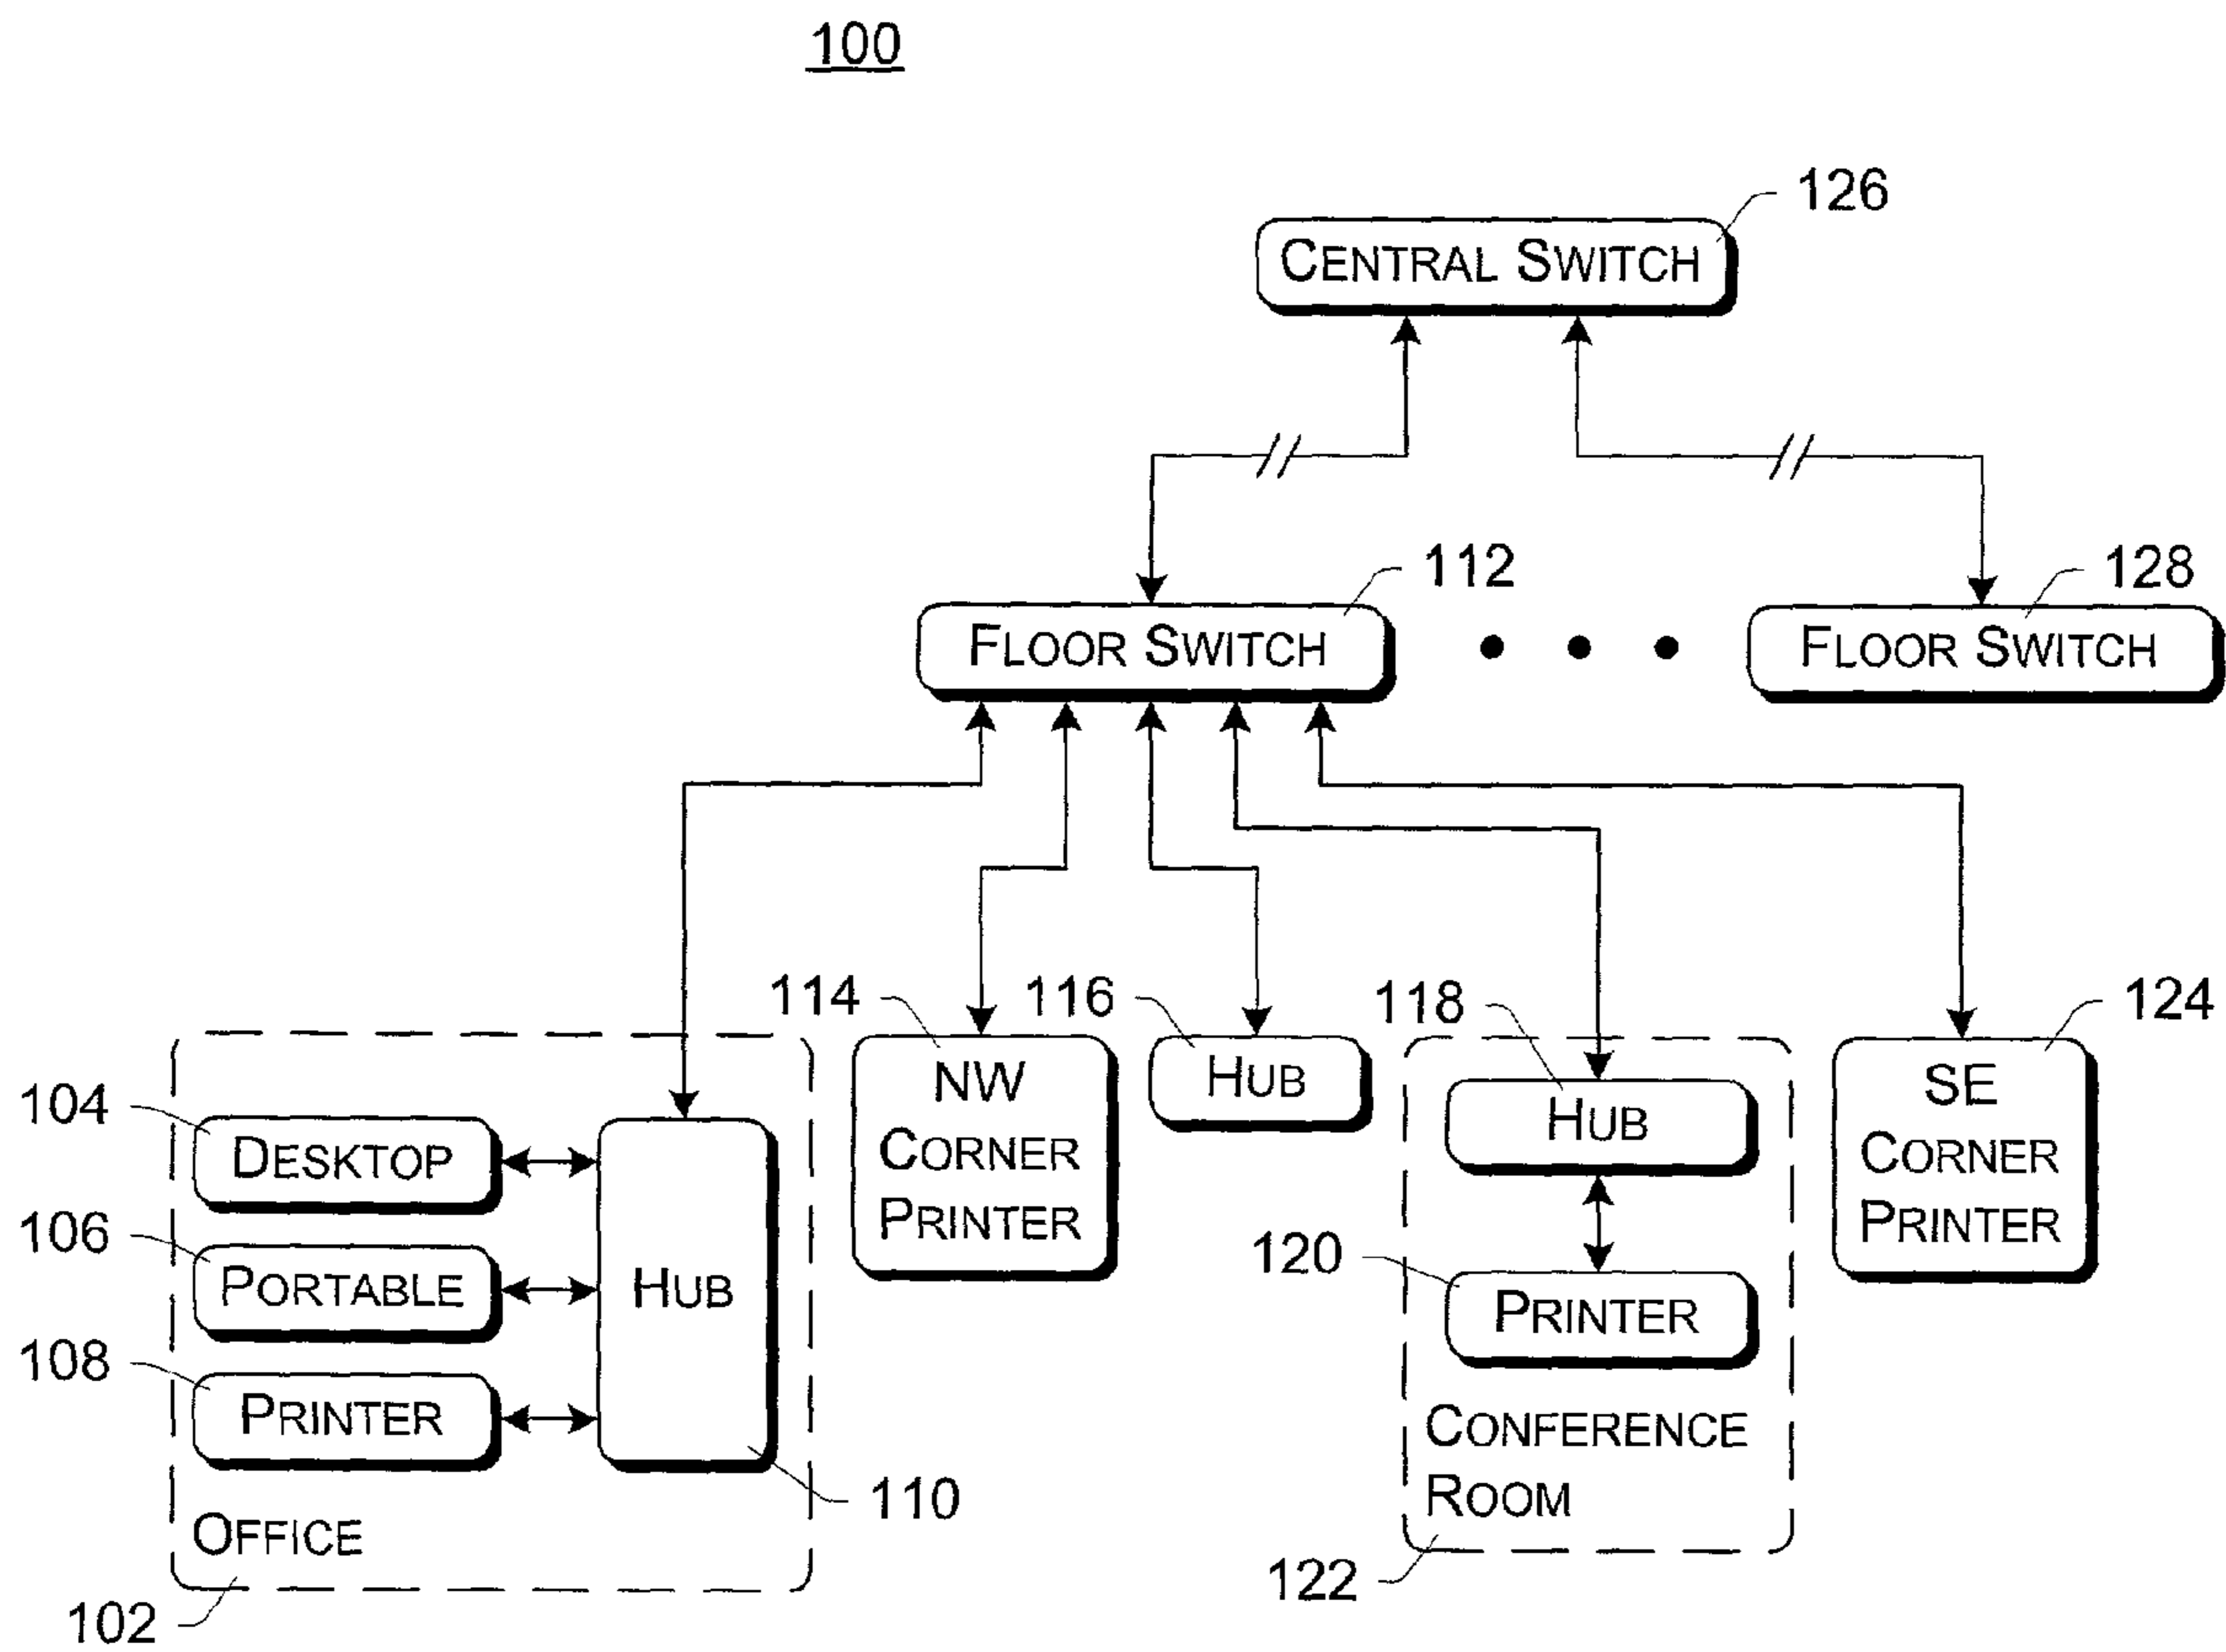 100
126
CENTRAL SWITCH
112
128
FLOOR SWITCH
FLOOR SWITCH
114
116
118
124
NW
CORNER
PRINTER
HUB
HUB
SE
CORNER
PRINTER
104
DESKTOP
106
PORTABLE
HUB
108
PRINTER
110
OFFICE
102
120
PRINTER
CONFERENCE
ROOM
122